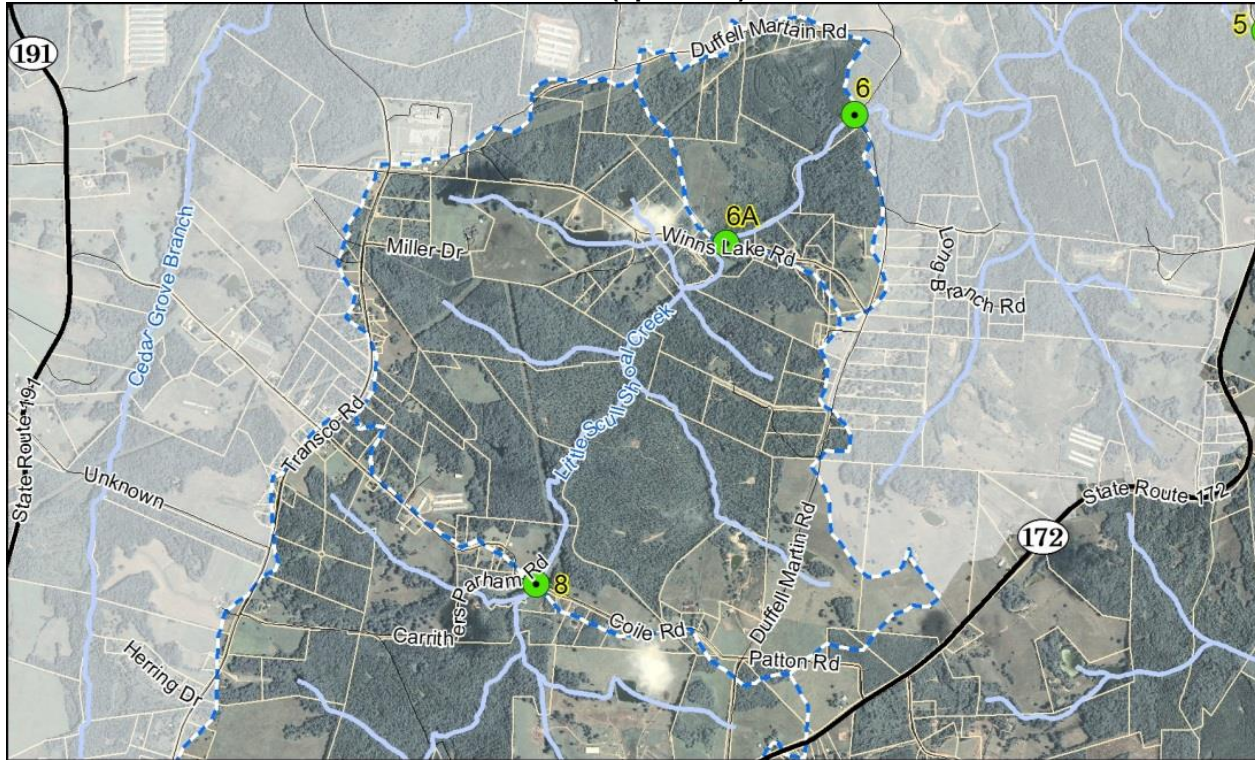 Duffell Martain Rd
5
191
6
6A
Winns Lake Rd
Miller Dr
Long Branch Rd
Cedar Grove Branch
Little Scull Shoal Creek
State Route 191
Transco Rd
Unknown
State Route 172
172
Duffell-Martin Rd
Parham Rd
8
Carrithers
Coile Rd
Patton Rd
Herring Dr